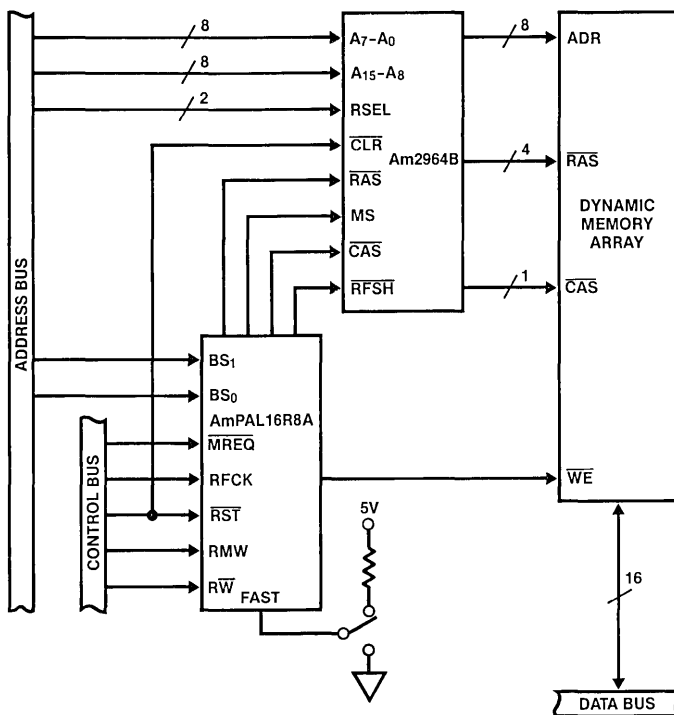 8
8
2
A7–A0
A15–A8
RSEL
CLR
RAS
MS
CAS
RFSH
Am2964B
8
4
1
ADR
RAS
DYNAMIC
MEMORY
ARRAY
CAS
WE
ADDRESS BUS
CONTROL BUS
BS1
BS0
AmPAL16R8A
MREQ
RFCK
RST
RMW
RW̅
FAST
5V
16
DATA BUS